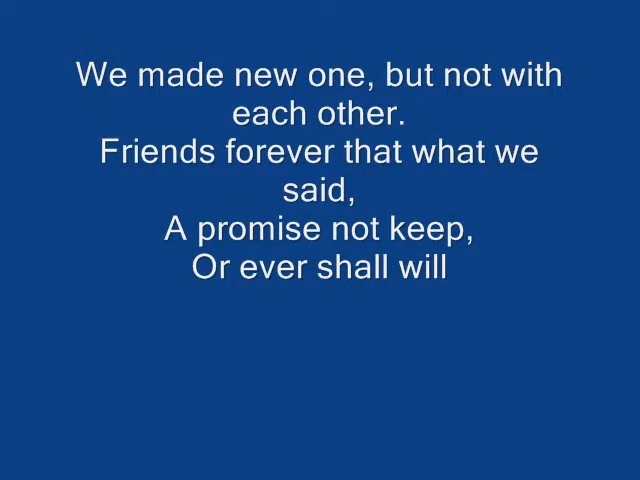 We made new one, but not with
each other.
Friends forever that what we
said,
A promise not keep,
Or ever shall will